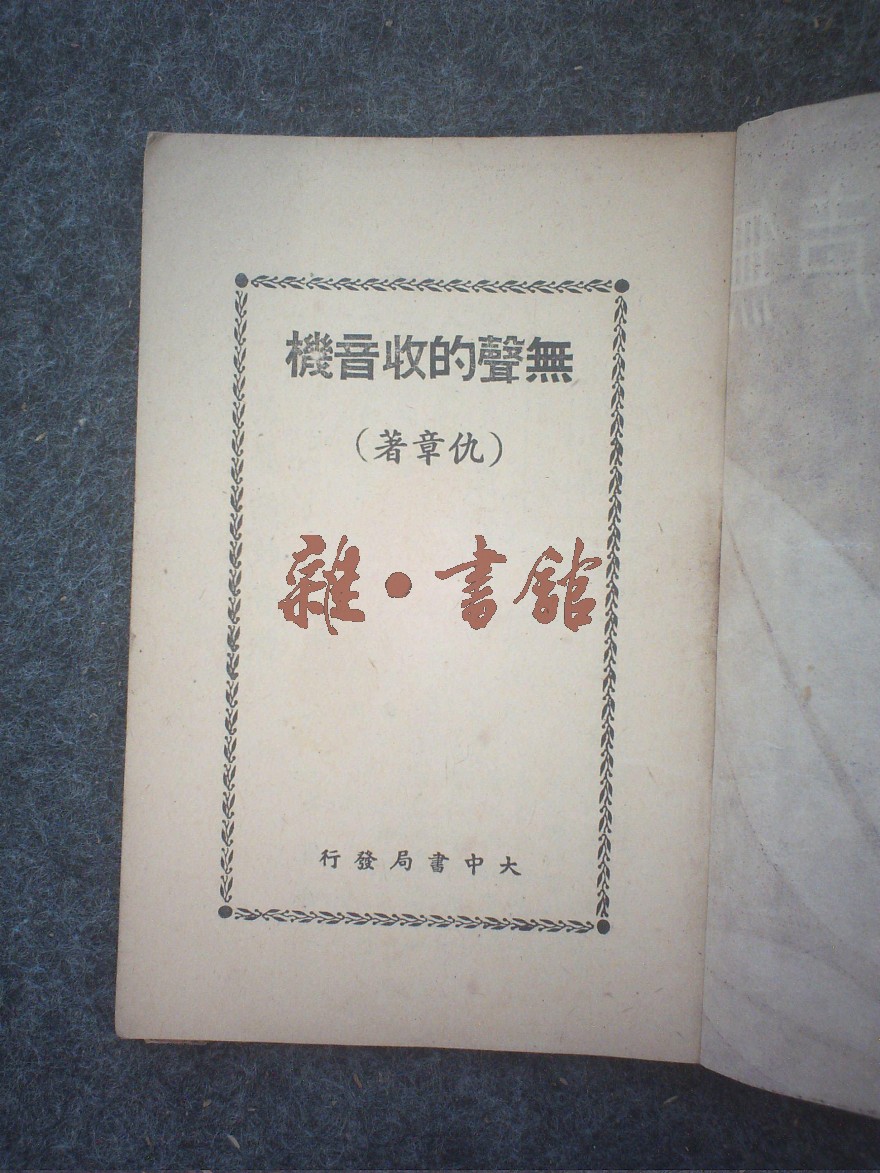 無聲的收音機
（仇章著）
雜·書館
大中書局發行